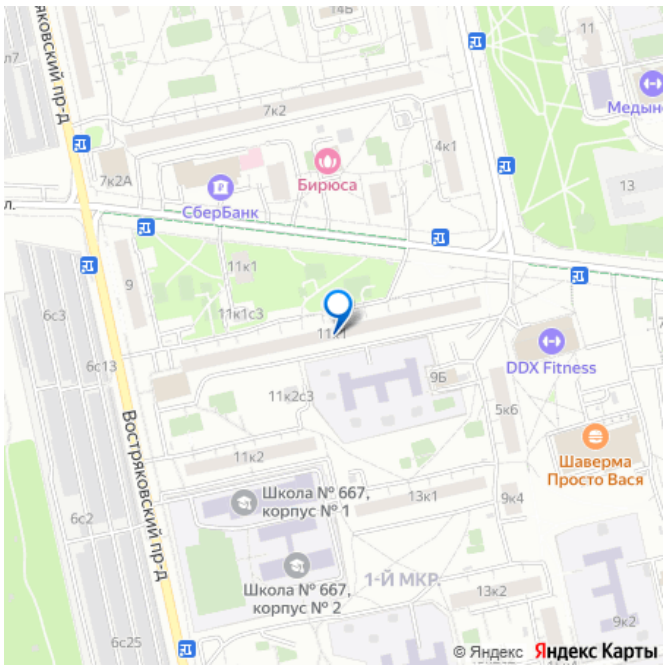 14Б
11
л7
Востряковский пр-д
Медын
7к2
4к1
Бирюса
13
7к2А
СберБанк
л.
11к1
9
6с3
11к1с3
11к1
DDX Fitness
6с13
9Б
11к2с3
5к6
Шаверма
Просто Вася
Востряковский пр-д
11к2
Школа № 667,
корпус № 1
13к1
9к4
6с2
Школа № 667,
корпус № 2
1-Й МКР.
13к2
9к2
6с25
© Яндекс Яндекс Карты